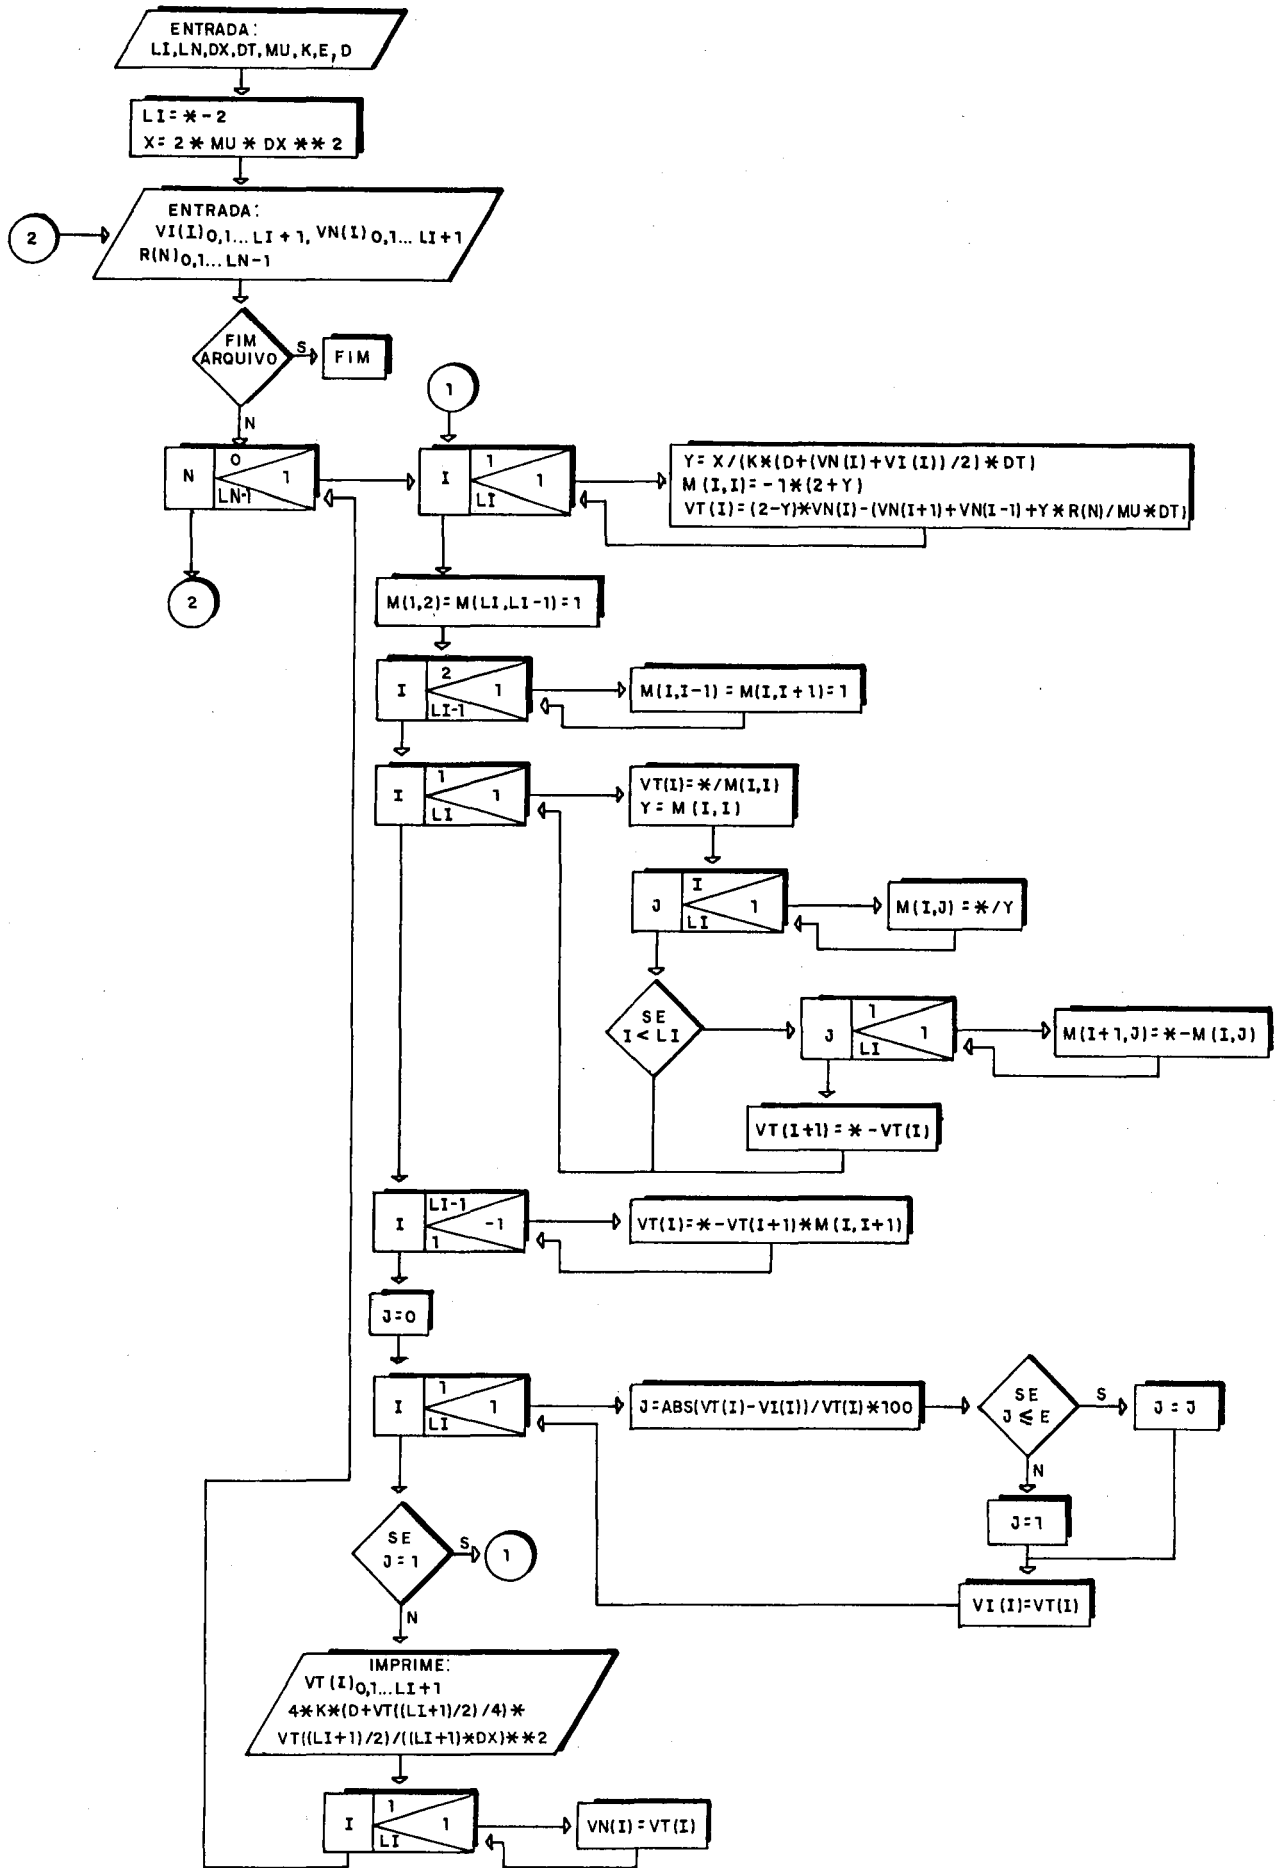 ENTRADA:
LI,LN,DX,DT,MU,K,E,D
LI=*-2
X=2*MU*DX**2
2
ENTRADA:
VI(I)0,1...LI+1, VN(I)0,1...LI+1
R(N)0,1...LN-1
FIM
ARQUIVO
S
FIM
N
1
N
0
1
LN-1
I
1
1
LI
Y=X/(K*(D+(VN(I)+VI(I))/2)*DT)
M(I,I)=-1*(2+Y)
VT(I)=(2-Y)*VN(I)-(VN(I+1)+VN(I-1)+Y*R(N)/MU*DT)
2
M(1,2)=M(LI,LI-1)=1
I
2
1
LI-1
M(I,I-1)=M(I,I+1)=1
I
1
1
LI
VT(I)=*/M(I,I)
Y=M(I,I)
J
I
1
LI
M(I,J)=*/Y
SE
I<LI
J
1
1
LI
M(I+1,J)=*-M(I,J)
VT(I+1)=*-VT(I)
I
LI-1
-1
1
VT(I)=*-VT(I+1)*M(I,I+1)
J=0
I
1
1
LI
J=ABS(VT(I)-VI(I))/VT(I)*100
SE
J≤E
S
J=J
N
J=1
VI(I)=VT(I)
SE
J=1
S
1
N
IMPRIME:
VT(I)0,1...LI+1
4*K*(D+VT((LI+1)/2)/4)*
VT((LI+1)/2)/((LI+1)*DX)**2
I
1
1
LI
VN(I)=VT(I)